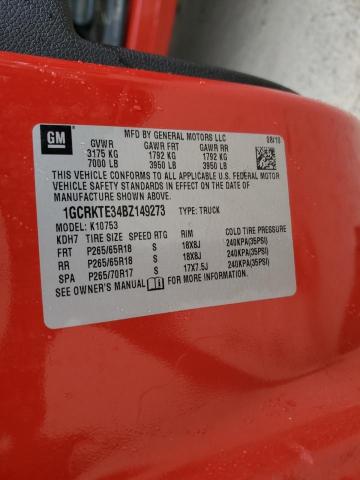 GM
MFD BY GENERAL MOTORS LLC 08/10
GVWR GAWR FRT GAWR RR
3175 KG 1792 KG 1792 KG
7000 LB 3950 LB 3950 LB
THIS VEHICLE CONFORMS TO ALL APPLICABLE U.S. FEDERAL MOTOR
VEHICLE SAFETY STANDARDS IN EFFECT ON THE DATE OF
MANUFACTURE SHOWN ABOVE.
1GCRKTE34BZ149273 TYPE: TRUCK
MODEL: K10753
KDH7 TIRE SIZE SPEED RTG RIM COLD TIRE PRESSURE
FRT P265/65R18 S 18X8J 240KPA(35PSI)
RR P265/65R18 S 18X8J 240KPA(35PSI)
SPA P265/70R17 S 17X7.5J 240KPA(35PSI)
SEE OWNER'S MANUAL FOR MORE INFORMATION.